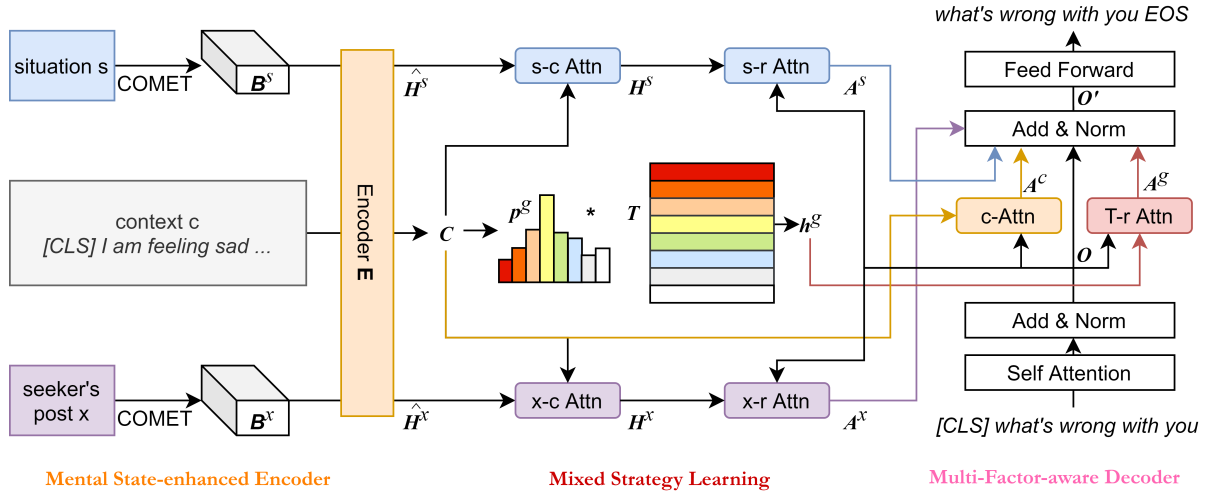 what's wrong with you EOS
situation s
COMET
B^s
Ĥ^s
s-c Attn
H^s
s-r Attn
A^s
Feed Forward
O'
Add & Norm
context c
[CLS] I am feeling sad ...
Encoder E
C
p^g
*
T
h^g
A^c
A^g
c-Attn
T-r Attn
O
Add & Norm
Self Attention
seeker's
post x
COMET
B^x
Ĥ^x
x-c Attn
H^x
x-r Attn
A^x
[CLS] what's wrong with you
Mental State-enhanced Encoder
Mixed Strategy Learning
Multi-Factor-aware Decoder